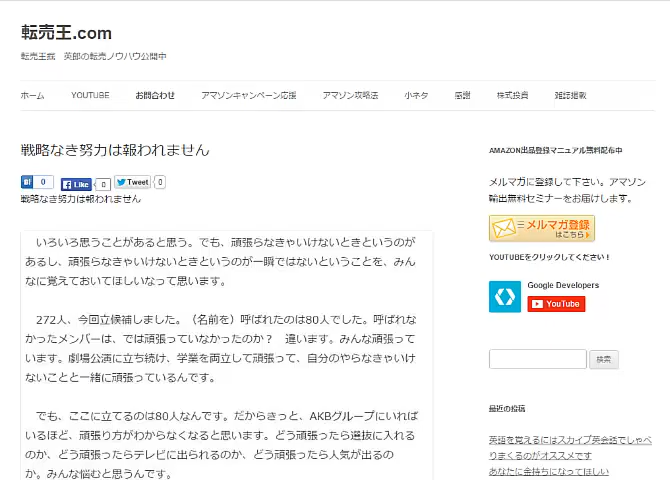 転売王.com
転売王㍿ 英郎の転売ノウハウ公開中
ホーム YOUTUBE お問合わせ アマゾンキャンペーン応援 アマゾン攻略法 小ネタ 感謝 株式投資 雑誌掲載
戦略なき努力は報われません
B! 0 Like 0 Tweet 0
戦略なき努力は報われません
いろいろ思うことがあると思う。でも、頑張らなきゃいけないときというのが
あるし、頑張らなきゃいけないときというのが一瞬ではないということを、みん
なに覚えておいてほしいなって思います。
272人、今回立候補しました。（名前を）呼ばれたのは80人でした。呼ばれな
かったメンバーは、では頑張っていなかったのか？ 違います。みんな頑張って
います。劇場公演に立ち続け、学業を両立して頑張って、自分のやらなきゃいけ
ないことと一緒に頑張っているんです。
でも、ここに立てるのは80人なんです。だからきっと、AKBグループにいれば
いるほど、頑張り方がわからなくなると思います。どう頑張ったら選抜に入れる
のか、どう頑張ったらテレビに出られるのか、どう頑張ったら人気が出るの
か。みんな悩むと思うんです。
AMAZON出品登録マニュアル無料配布中
メルマガに登録して下さい。アマゾン
輸出無料セミナーをお届けします。
メルマガ登録
はこちら
YOUTUBEをクリックしてください！
Google Developers
YouTube
検索
最近の投稿
英語を覚えるにはスカイプ英会話でしゃべ
りまくるのがオススメです
あなたに金持ちになってほしい